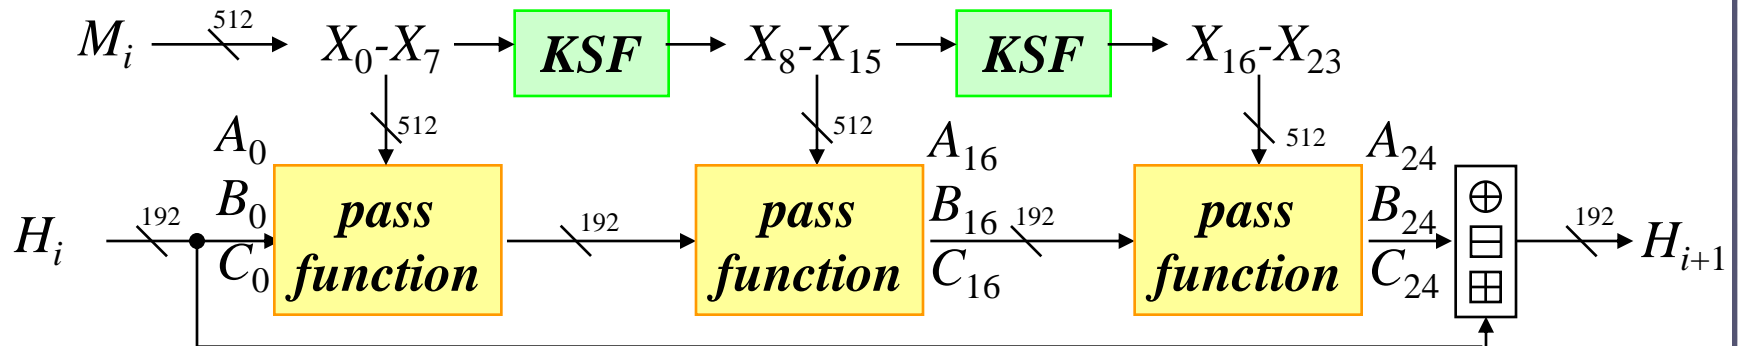 M_i 512 X_0-X_7 KSF X_8-X_15 KSF X_16-X_23
512 512 512
A_0 A_16 A_24
B_0 pass pass B_16 pass B_24 ⊕
H_i 192 192 192 ⊟ 192 H_{i+1}
C_0 function function C_16 function C_24 ⊞